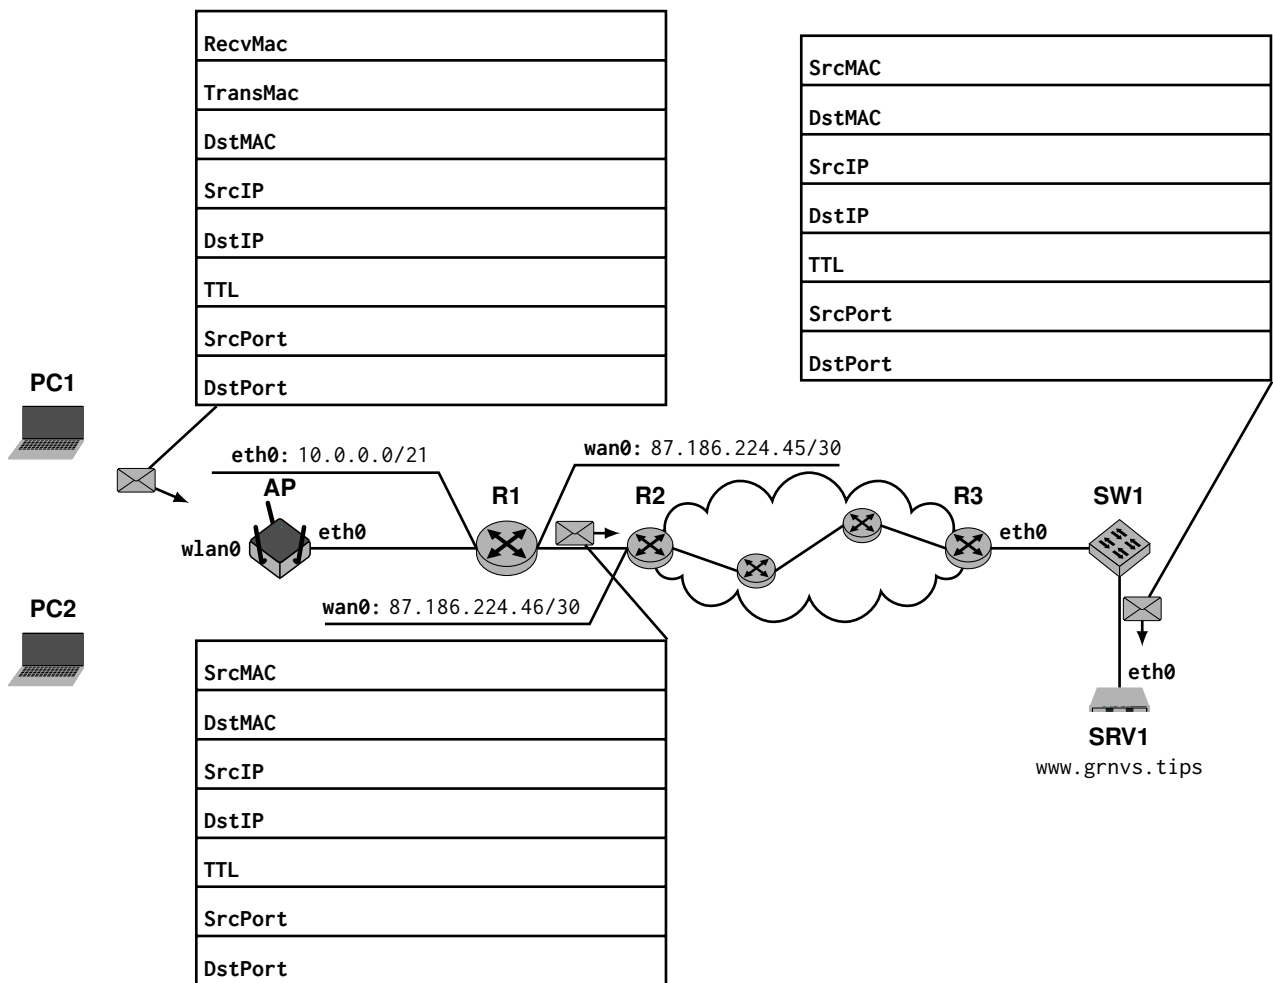 RecvMac
TransMac
DstMAC
SrcIP
DstIP
TTL
SrcPort
DstPort
SrcMAC
DstMAC
SrcIP
DstIP
TTL
SrcPort
DstPort
PC1
eth0: 10.0.0.0/21
wan0: 87.186.224.45/30
AP
R1
R2
R3
SW1
wlan0
eth0
eth0
wan0: 87.186.224.46/30
PC2
eth0
SRV1
www.grnvs.tips
SrcMAC
DstMAC
SrcIP
DstIP
TTL
SrcPort
DstPort